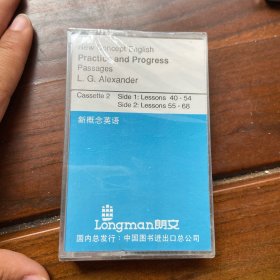 New Concept English
Practice and Progress
Passages
L. G. Alexander
Cassette 2 Side 1: Lessons 40 - 54
Side 2: Lessons 55 - 68
新概念英语
Longman朗文
国内总发行：中国图书进出口总公司